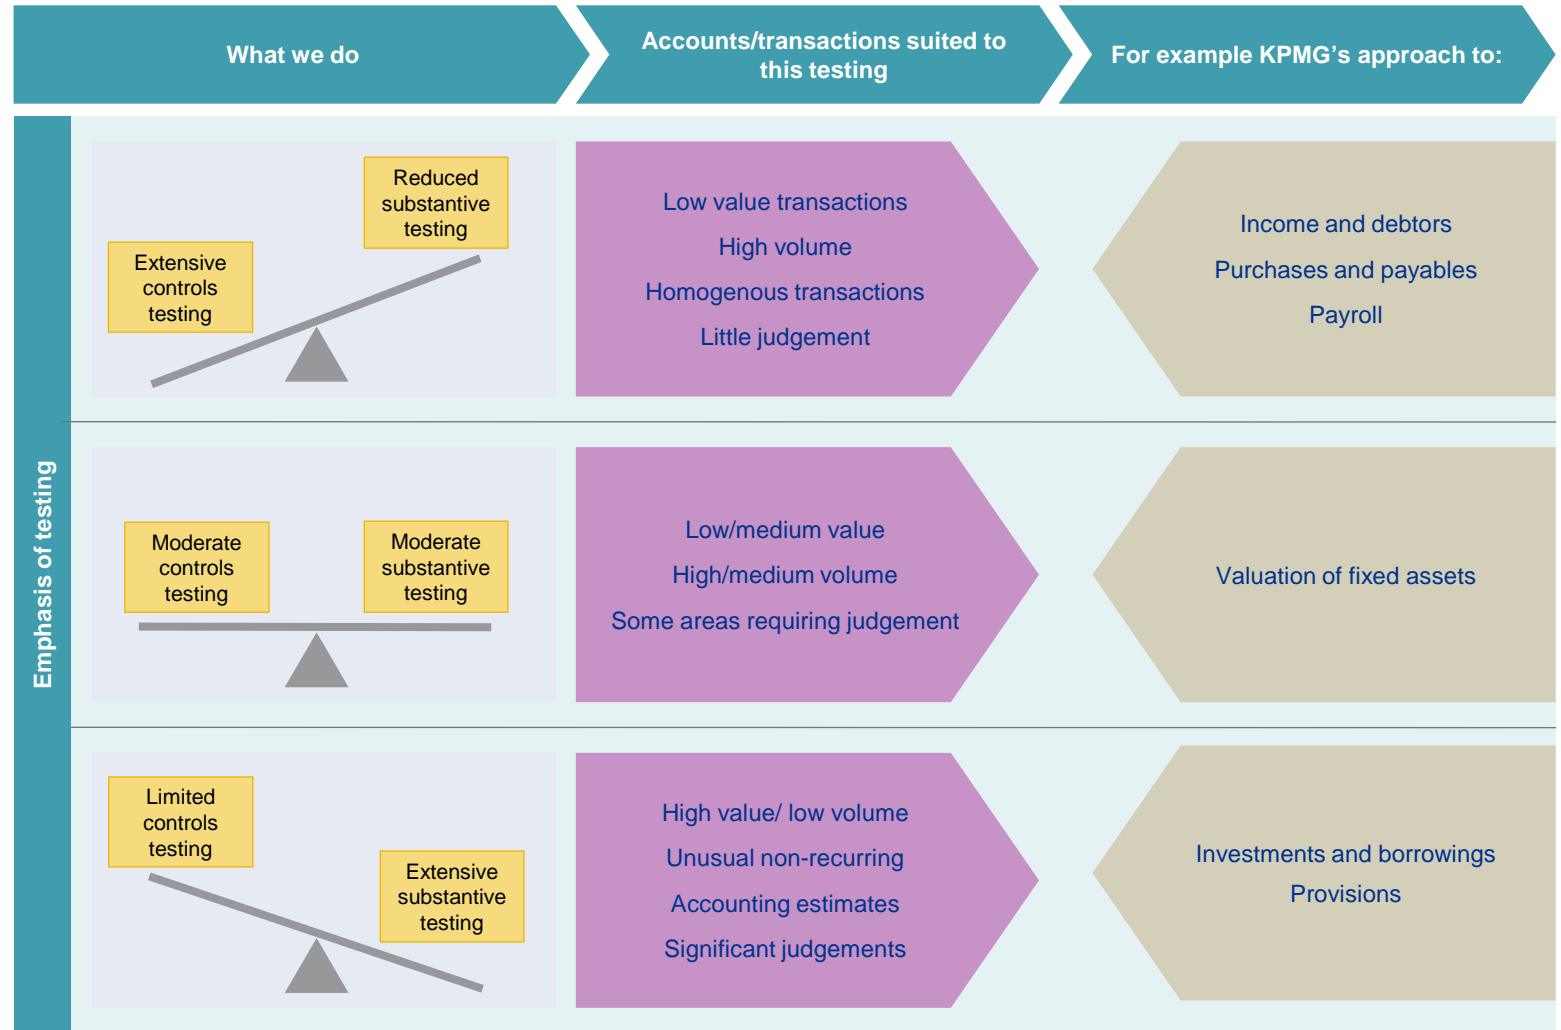 What we do
Accounts/transactions suited to
this testing
For example KPMG's approach to:
Emphasis of testing
Extensive
controls
testing
Reduced
substantive
testing
Low value transactions
High volume
Homogenous transactions
Little judgement
Income and debtors
Purchases and payables
Payroll
Moderate
controls
testing
Moderate
substantive
testing
Low/medium value
High/medium volume
Some areas requiring judgement
Valuation of fixed assets
Limited
controls
testing
Extensive
substantive
testing
High value/ low volume
Unusual non-recurring
Accounting estimates
Significant judgements
Investments and borrowings
Provisions